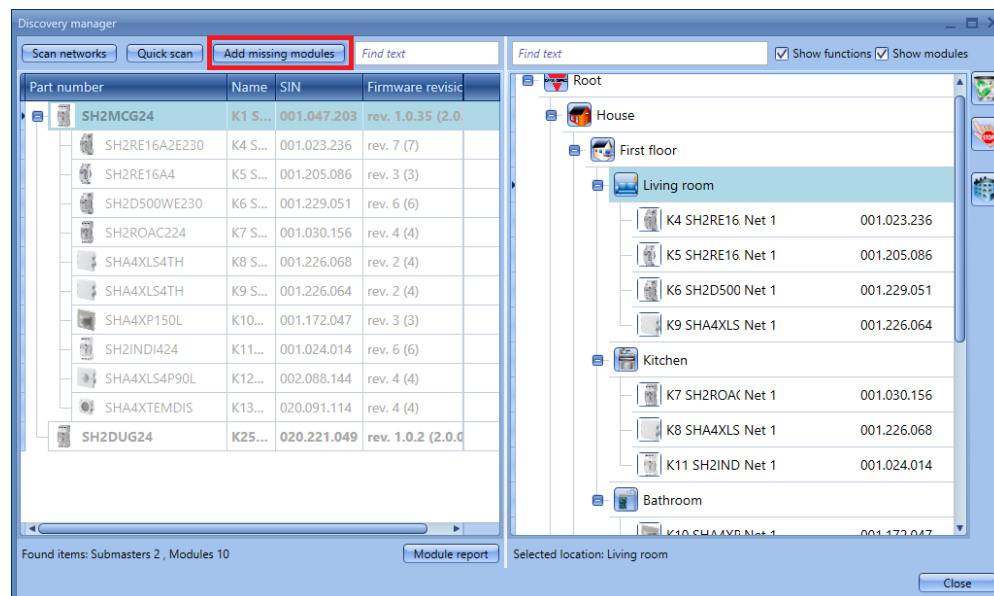 Discovery manager
Scan networks Quick scan Add missing modules Find text
Find text Show functions Show modules
Part number Name SIN Firmware revisic
SH2MCG24 K1 S... 001.047.203 rev. 1.0.35 (2.0.
SH2RE16A2E230 K4 S... 001.023.236 rev. 7 (7)
SH2RE16A4 K5 S... 001.205.086 rev. 3 (3)
SH2D500WE230 K6 S... 001.229.051 rev. 6 (6)
SH2ROAC224 K7 S... 001.030.156 rev. 4 (4)
SHA4XLS4TH K8 S... 001.226.068 rev. 2 (4)
SHA4XLS4TH K9 S... 001.226.064 rev. 2 (4)
SHA4XP150L K10... 001.172.047 rev. 3 (3)
SH2INDI424 K11... 001.024.014 rev. 6 (6)
SHA4XLS4P90L K12... 002.088.144 rev. 4 (4)
SHA4XTEMDIS K13... 020.091.114 rev. 4 (4)
SH2DUG24 K25... 020.221.049 rev. 1.0.2 (2.0.0
Found items: Submasters 2 , Modules 10 Module report
Root
House
First floor
Living room
K4 SH2RE16. Net 1 001.023.236
K5 SH2RE16. Net 1 001.205.086
K6 SH2D500 Net 1 001.229.051
K9 SHA4XLS Net 1 001.226.064
Kitchen
K7 SH2ROA( Net 1 001.030.156
K8 SHA4XLS Net 1 001.226.068
K11 SH2IND Net 1 001.024.014
Bathroom
K10 SHA4XP Net 1 001.172.047
Selected location: Living room
Close